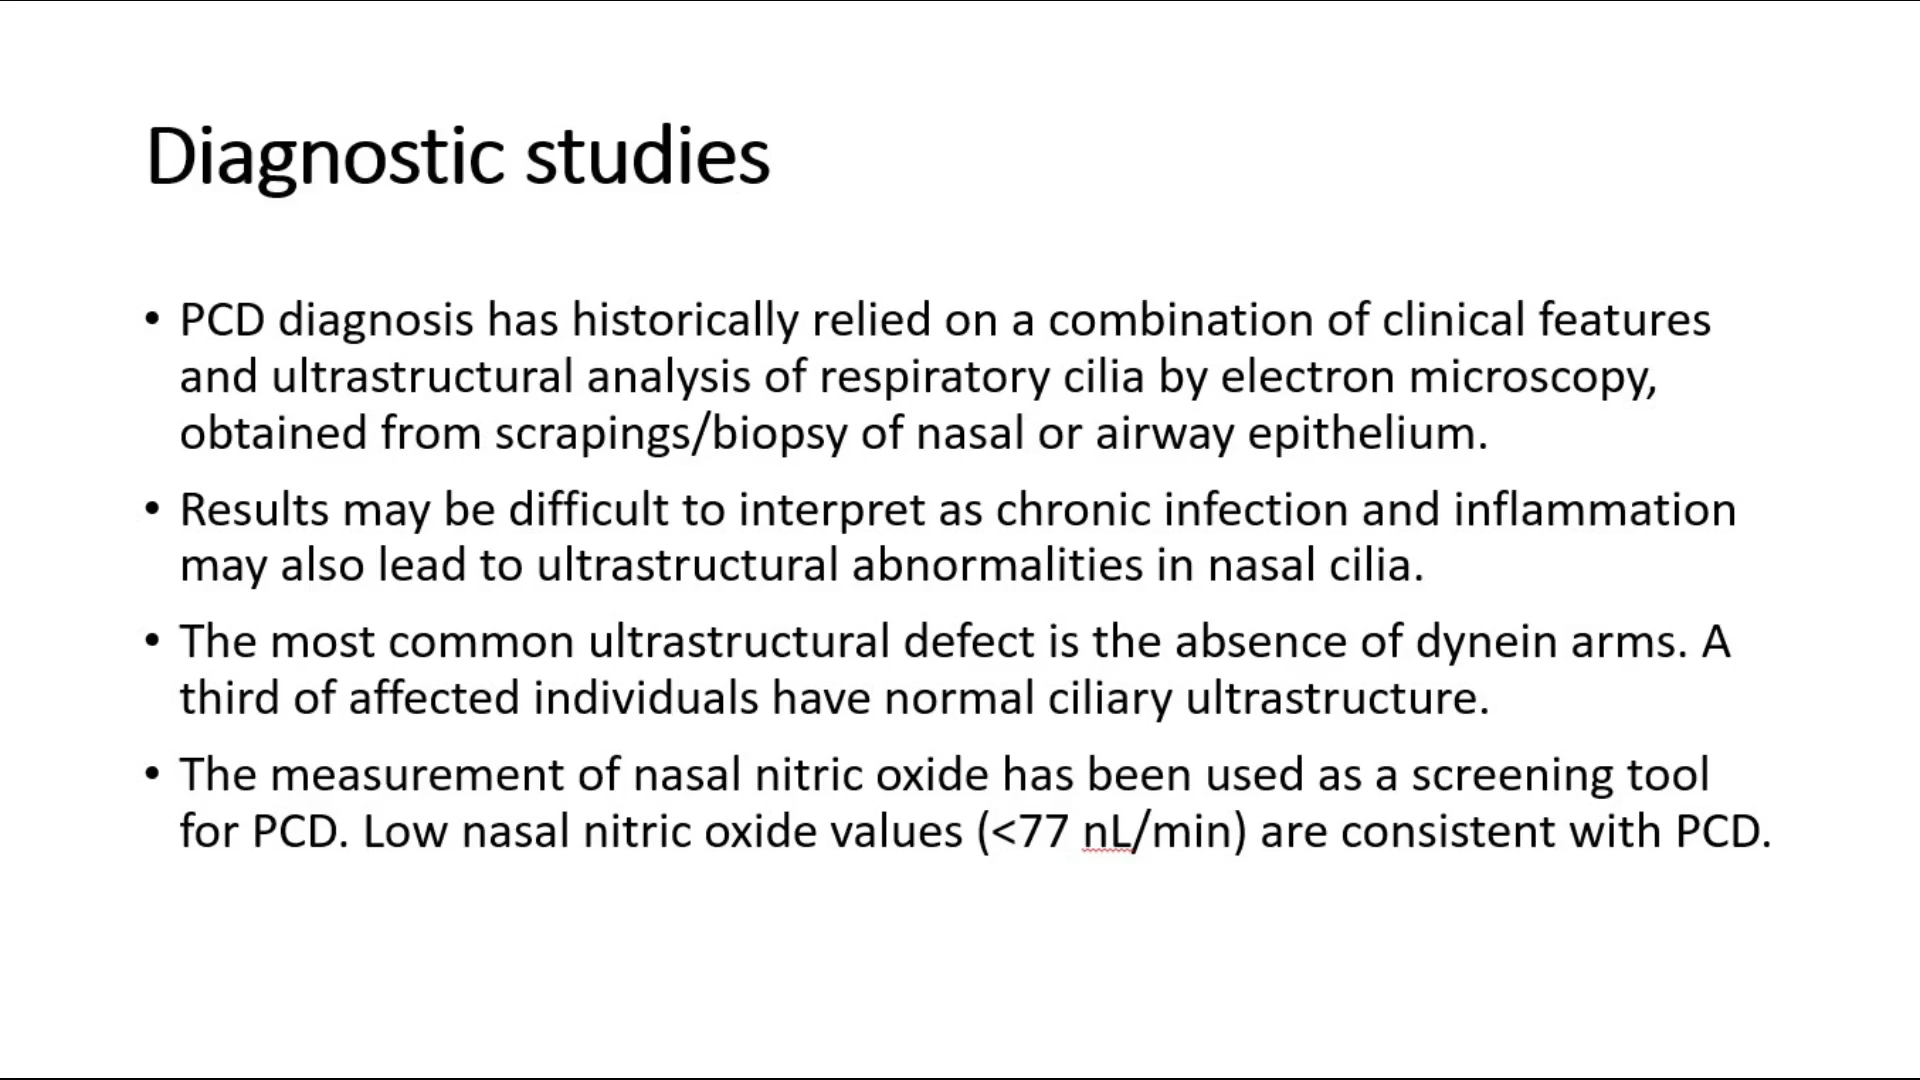 Diagnostic studies
• PCD diagnosis has historically relied on a combination of clinical features
and ultrastructural analysis of respiratory cilia by electron microscopy,
obtained from scrapings/biopsy of nasal or airway epithelium.
• Results may be difficult to interpret as chronic infection and inflammation
may also lead to ultrastructural abnormalities in nasal cilia.
• The most common ultrastructural defect is the absence of dynein arms. A
third of affected individuals have normal ciliary ultrastructure.
• The measurement of nasal nitric oxide has been used as a screening tool
for PCD. Low nasal nitric oxide values (<77 nL/min) are consistent with PCD.